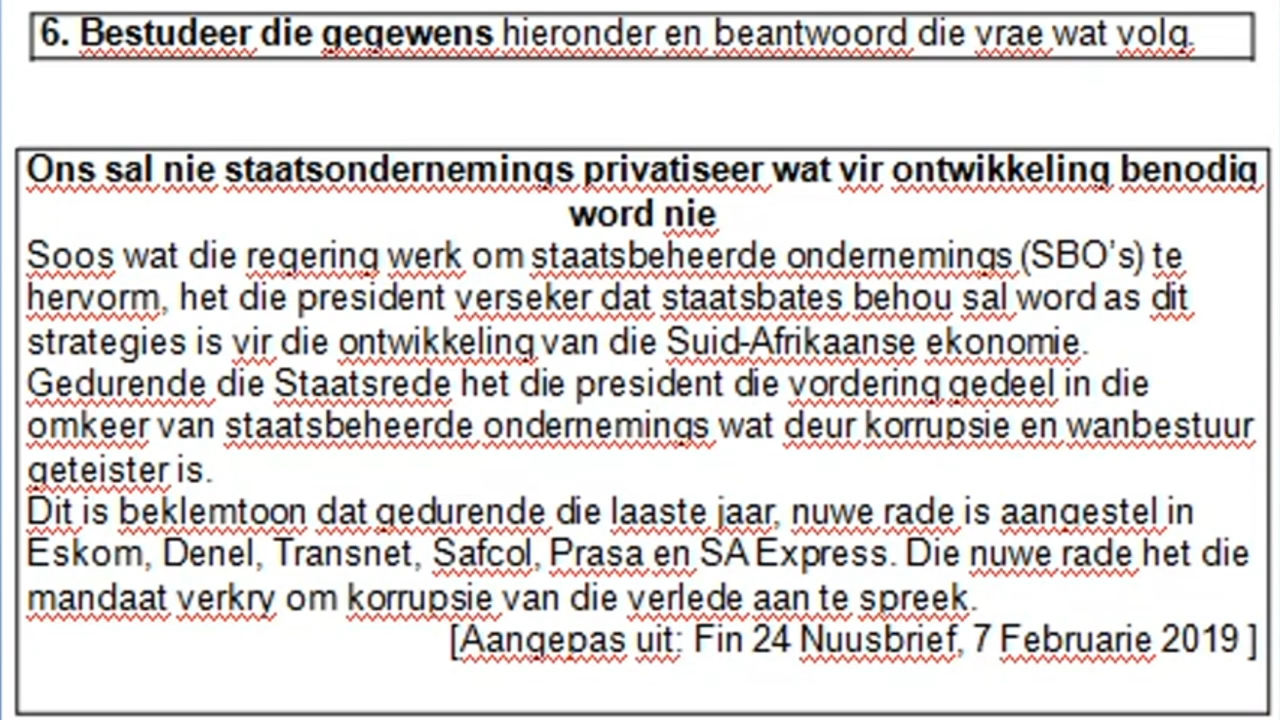 6. Bestudeer die gegewens hieronder en beantwoord die vrae wat volg.
Ons sal nie staatsondernemings privatiseer wat vir ontwikkeling benodig
word nie
Soos wat die regering werk om staatsbeheerde ondernemings (SBO’s) te
hervorm, het die president verseker dat staatsbates behou sal word as dit
strategies is vir die ontwikkeling van die Suid-Afrikaanse ekonomie.
Gedurende die Staatsrede het die president die vordering gedeel in die
omkeer van staatsbeheerde ondernemings wat deur korrupsie en wanbestuur
geteister is.
Dit is beklemtoon dat gedurende die laaste jaar, nuwe rade is aangestel in
Eskom, Denel, Transnet, Safcol, Prasa en SA Express. Die nuwe rade het die
mandaat verkry om korrupsie van die verlede aan te spreek.
[Aangepas uit: Fin 24 Nuusbrief, 7 Februarie 2019 ]